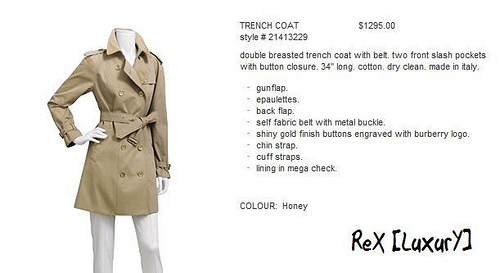 TRENCH COAT $1295.00
style # 21413229
double breasted trench coat with belt. two front slash pockets
with button closure. 34" long. cotton. dry clean. made in italy.
- gunflap.
- epaulettes.
- back flap.
- self fabric belt with metal buckle.
- shiny gold finish buttons engraved with burberry logo.
- chin strap.
- cuff straps.
- lining in mega check.
COLOUR: Honey
ReX [LuxurY]